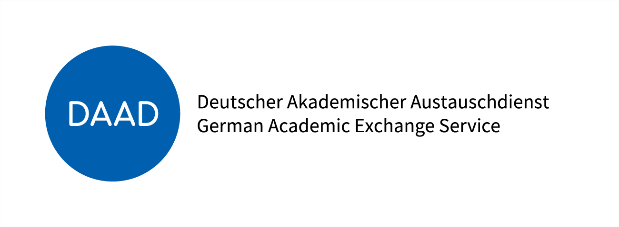 DAAD
Deutscher Akademischer Austauschdienst
German Academic Exchange Service